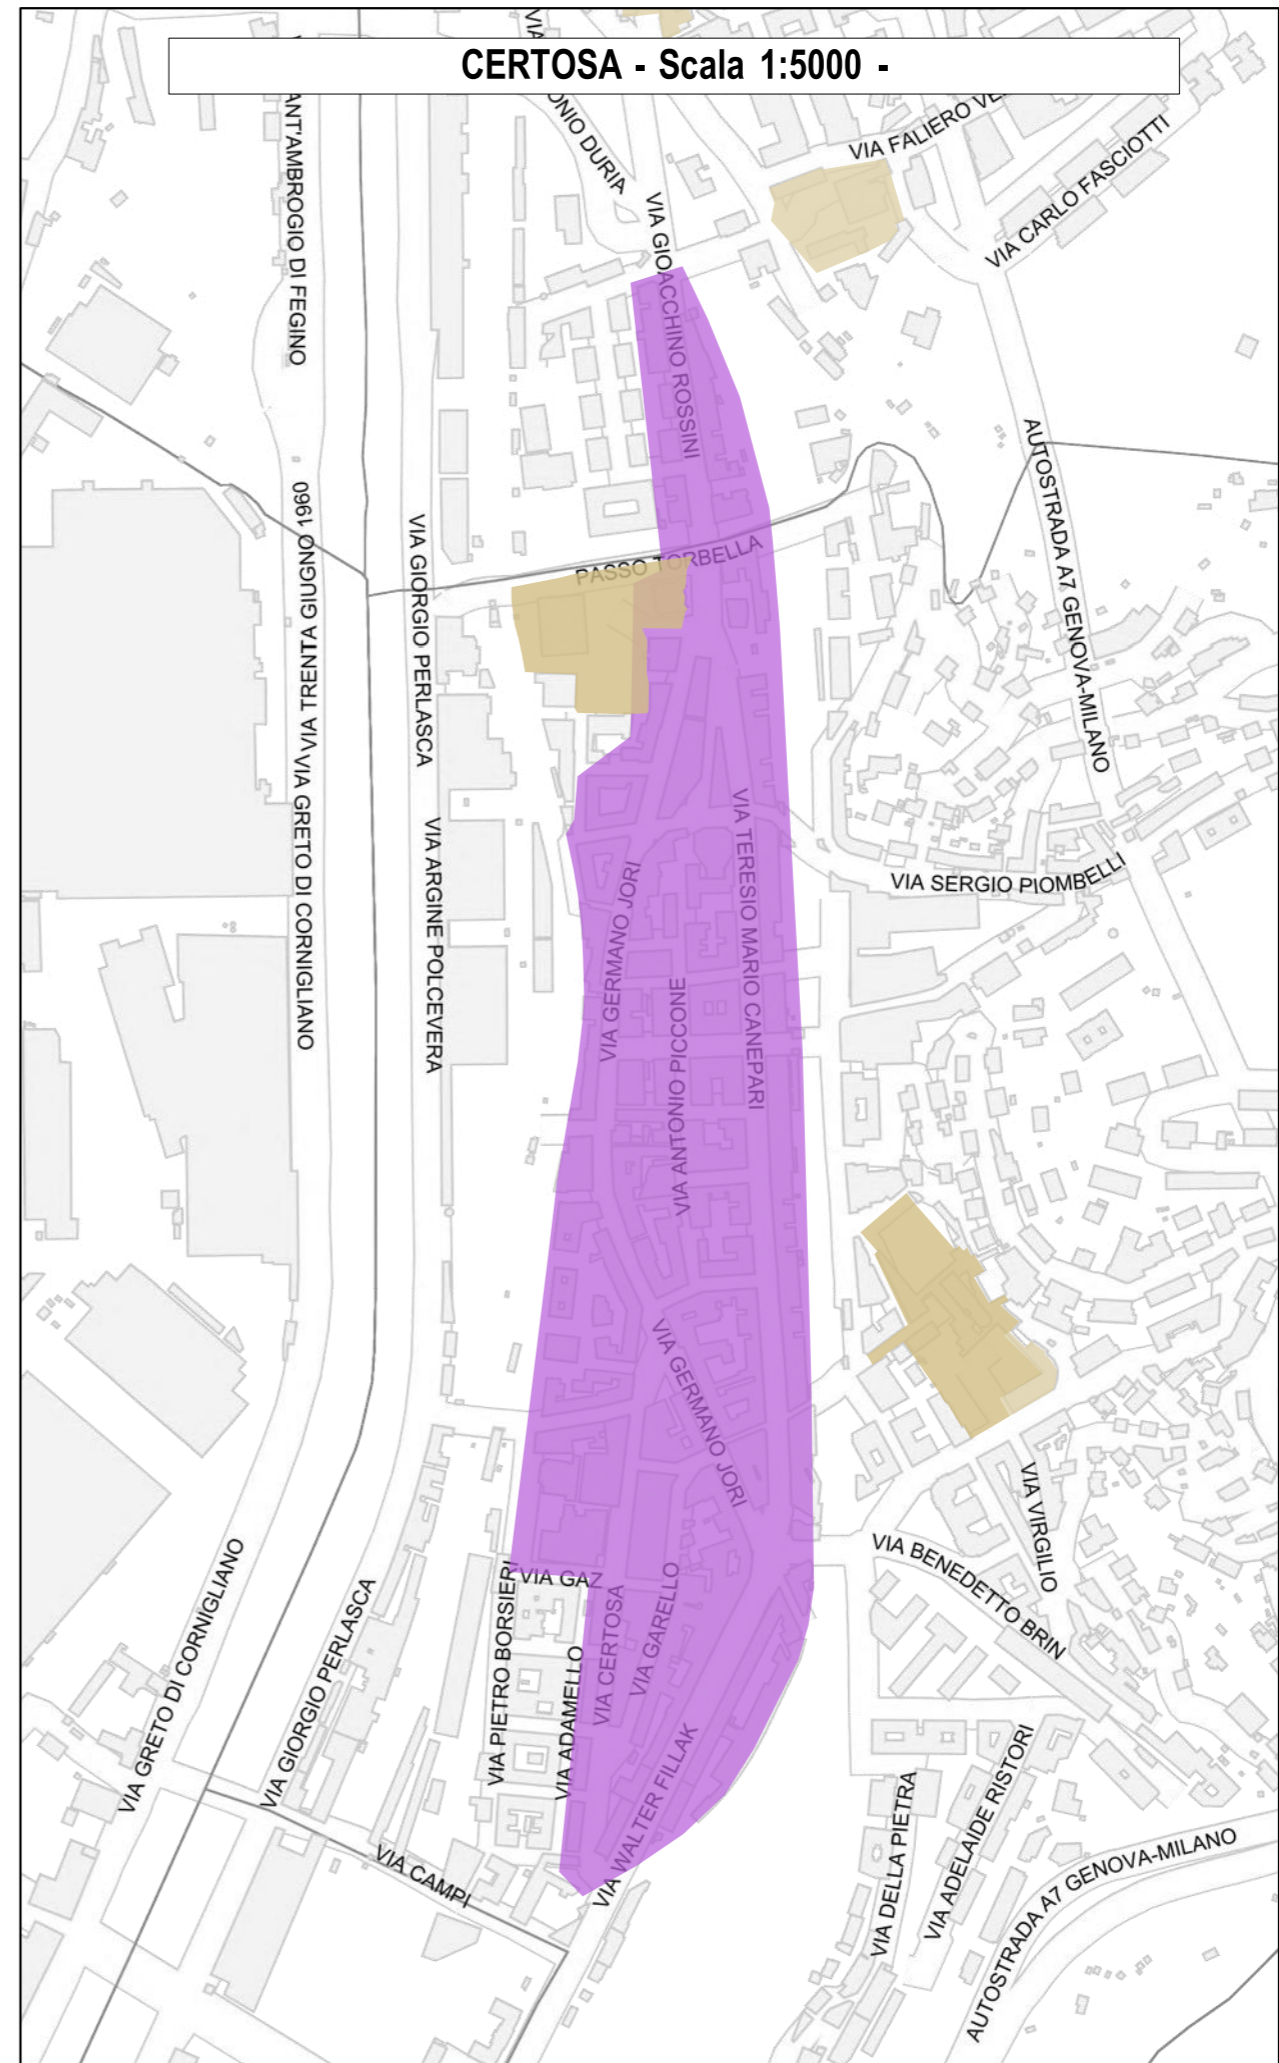 CERTOSA - Scala 1:5000 -
ANT'AMBROGIO DI FEGINO
ONIO DURIA
VIA FALIERO VE
VIA CARLO FASCIOTTI
VIA GIOACCHINO ROSSINI
AUTOSTRADA A7 GENOVA-MILANO
VIA TRENTA GIUGNO 1960
VIA GIORGIO PERLASCA
PASSO TORBELLA
VIA GRETO DI CORNIGLIANO
VIA ARGINE POLCEVERA
VIA TERESIO MARIO CANEPARI
VIA SERGIO PIOMBELLI
VIA GERMANO JORI
VIA ANTONIO PICCONE
VIA GERMANO JORI
VIA VIRGILIO
VIA BENEDETTO BRIN
VIA GAZ
VIA PIETRO BORSIERI
VIA ADAMELLO
VIA CERTOSA
VIA GARELLO
VIA GRETO DI CORNIGLIANO
VIA GIORGIO PERLASCA
VIA WALTER FILLAK
VIA CAMPI
VIA DELLA PIETRA
VIA ADELAIDE RISTORI
AUTOSTRADA A7 GENOVA-MILANO